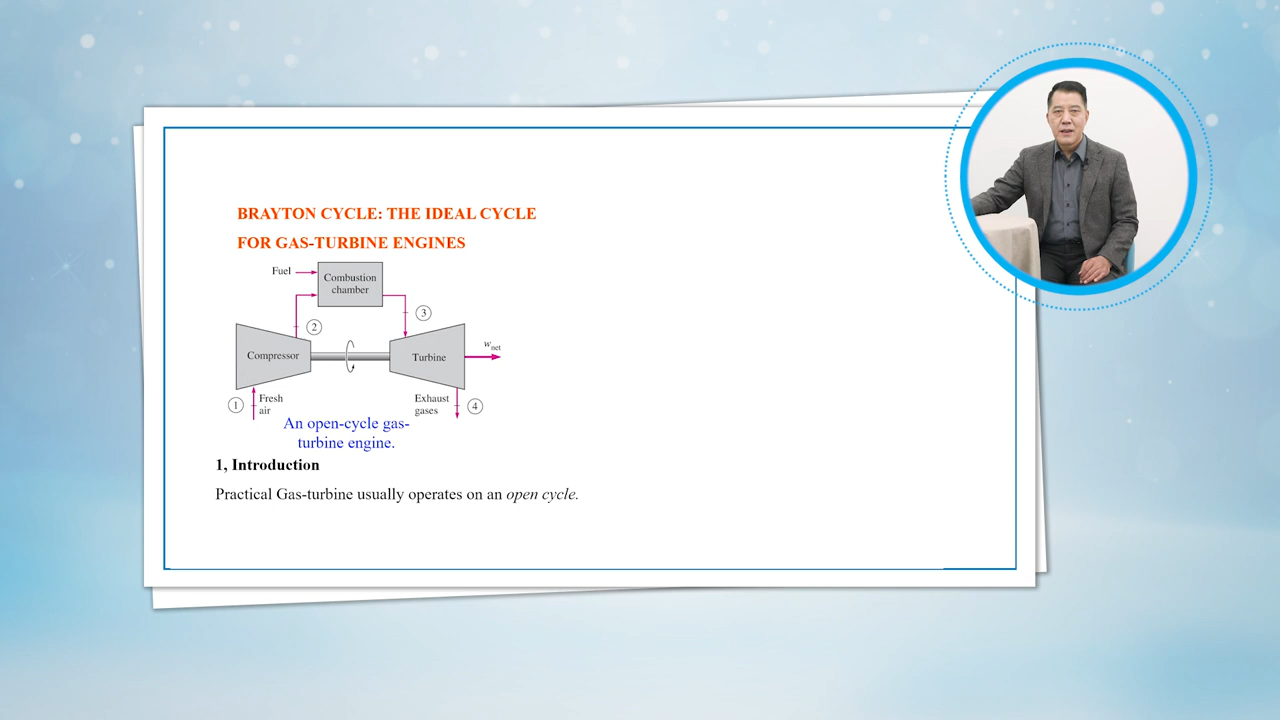 BRAYTON CYCLE: THE IDEAL CYCLE
FOR GAS-TURBINE ENGINES
Fuel
Combustion
chamber
2
3
Compressor
Turbine
wnet
1
Fresh
air
Exhaust
gases
4
An open-cycle gas-
turbine engine.
1, Introduction
Practical Gas-turbine usually operates on an open cycle.